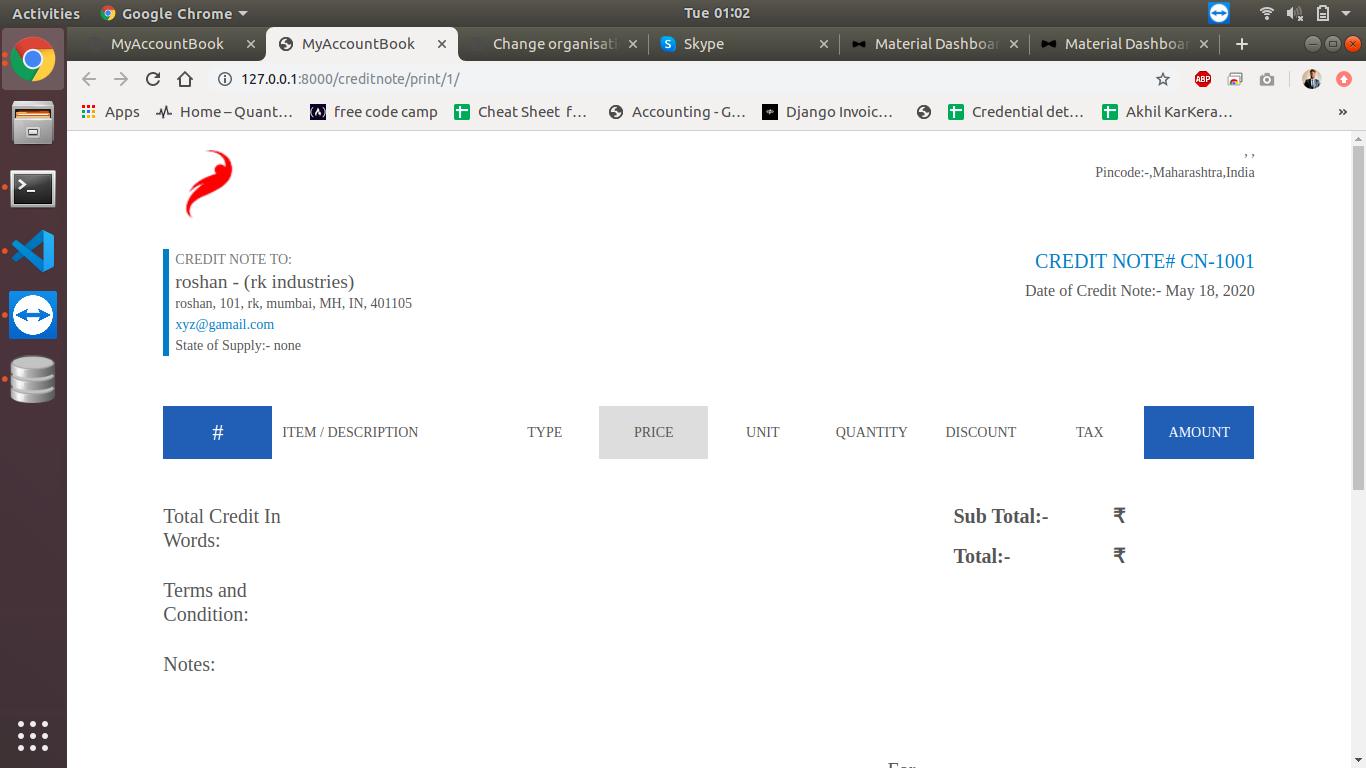 Activities
Google Chrome
Tue 01:02
MyAccountBook
MyAccountBook
Change organisati
Skype
Material Dashboar
Material Dashboar
127.0.0.1:8000/creditnote/print/1/
ABP
Apps
Home – Quant…
free code camp
Cheat Sheet f…
Accounting - G…
Django Invoic…
Credential det…
Akhil KarKera…
»
, ,
Pincode:-,Maharashtra,India
CREDIT NOTE TO:
roshan - (rk industries)
roshan, 101, rk, mumbai, MH, IN, 401105
xyz@gamail.com
State of Supply:- none
CREDIT NOTE# CN-1001
Date of Credit Note:- May 18, 2020
# ITEM / DESCRIPTION TYPE PRICE UNIT QUANTITY DISCOUNT TAX AMOUNT
Total Credit In
Words:
Sub Total:- ₹
Total:- ₹
Terms and
Condition:
Notes:
For